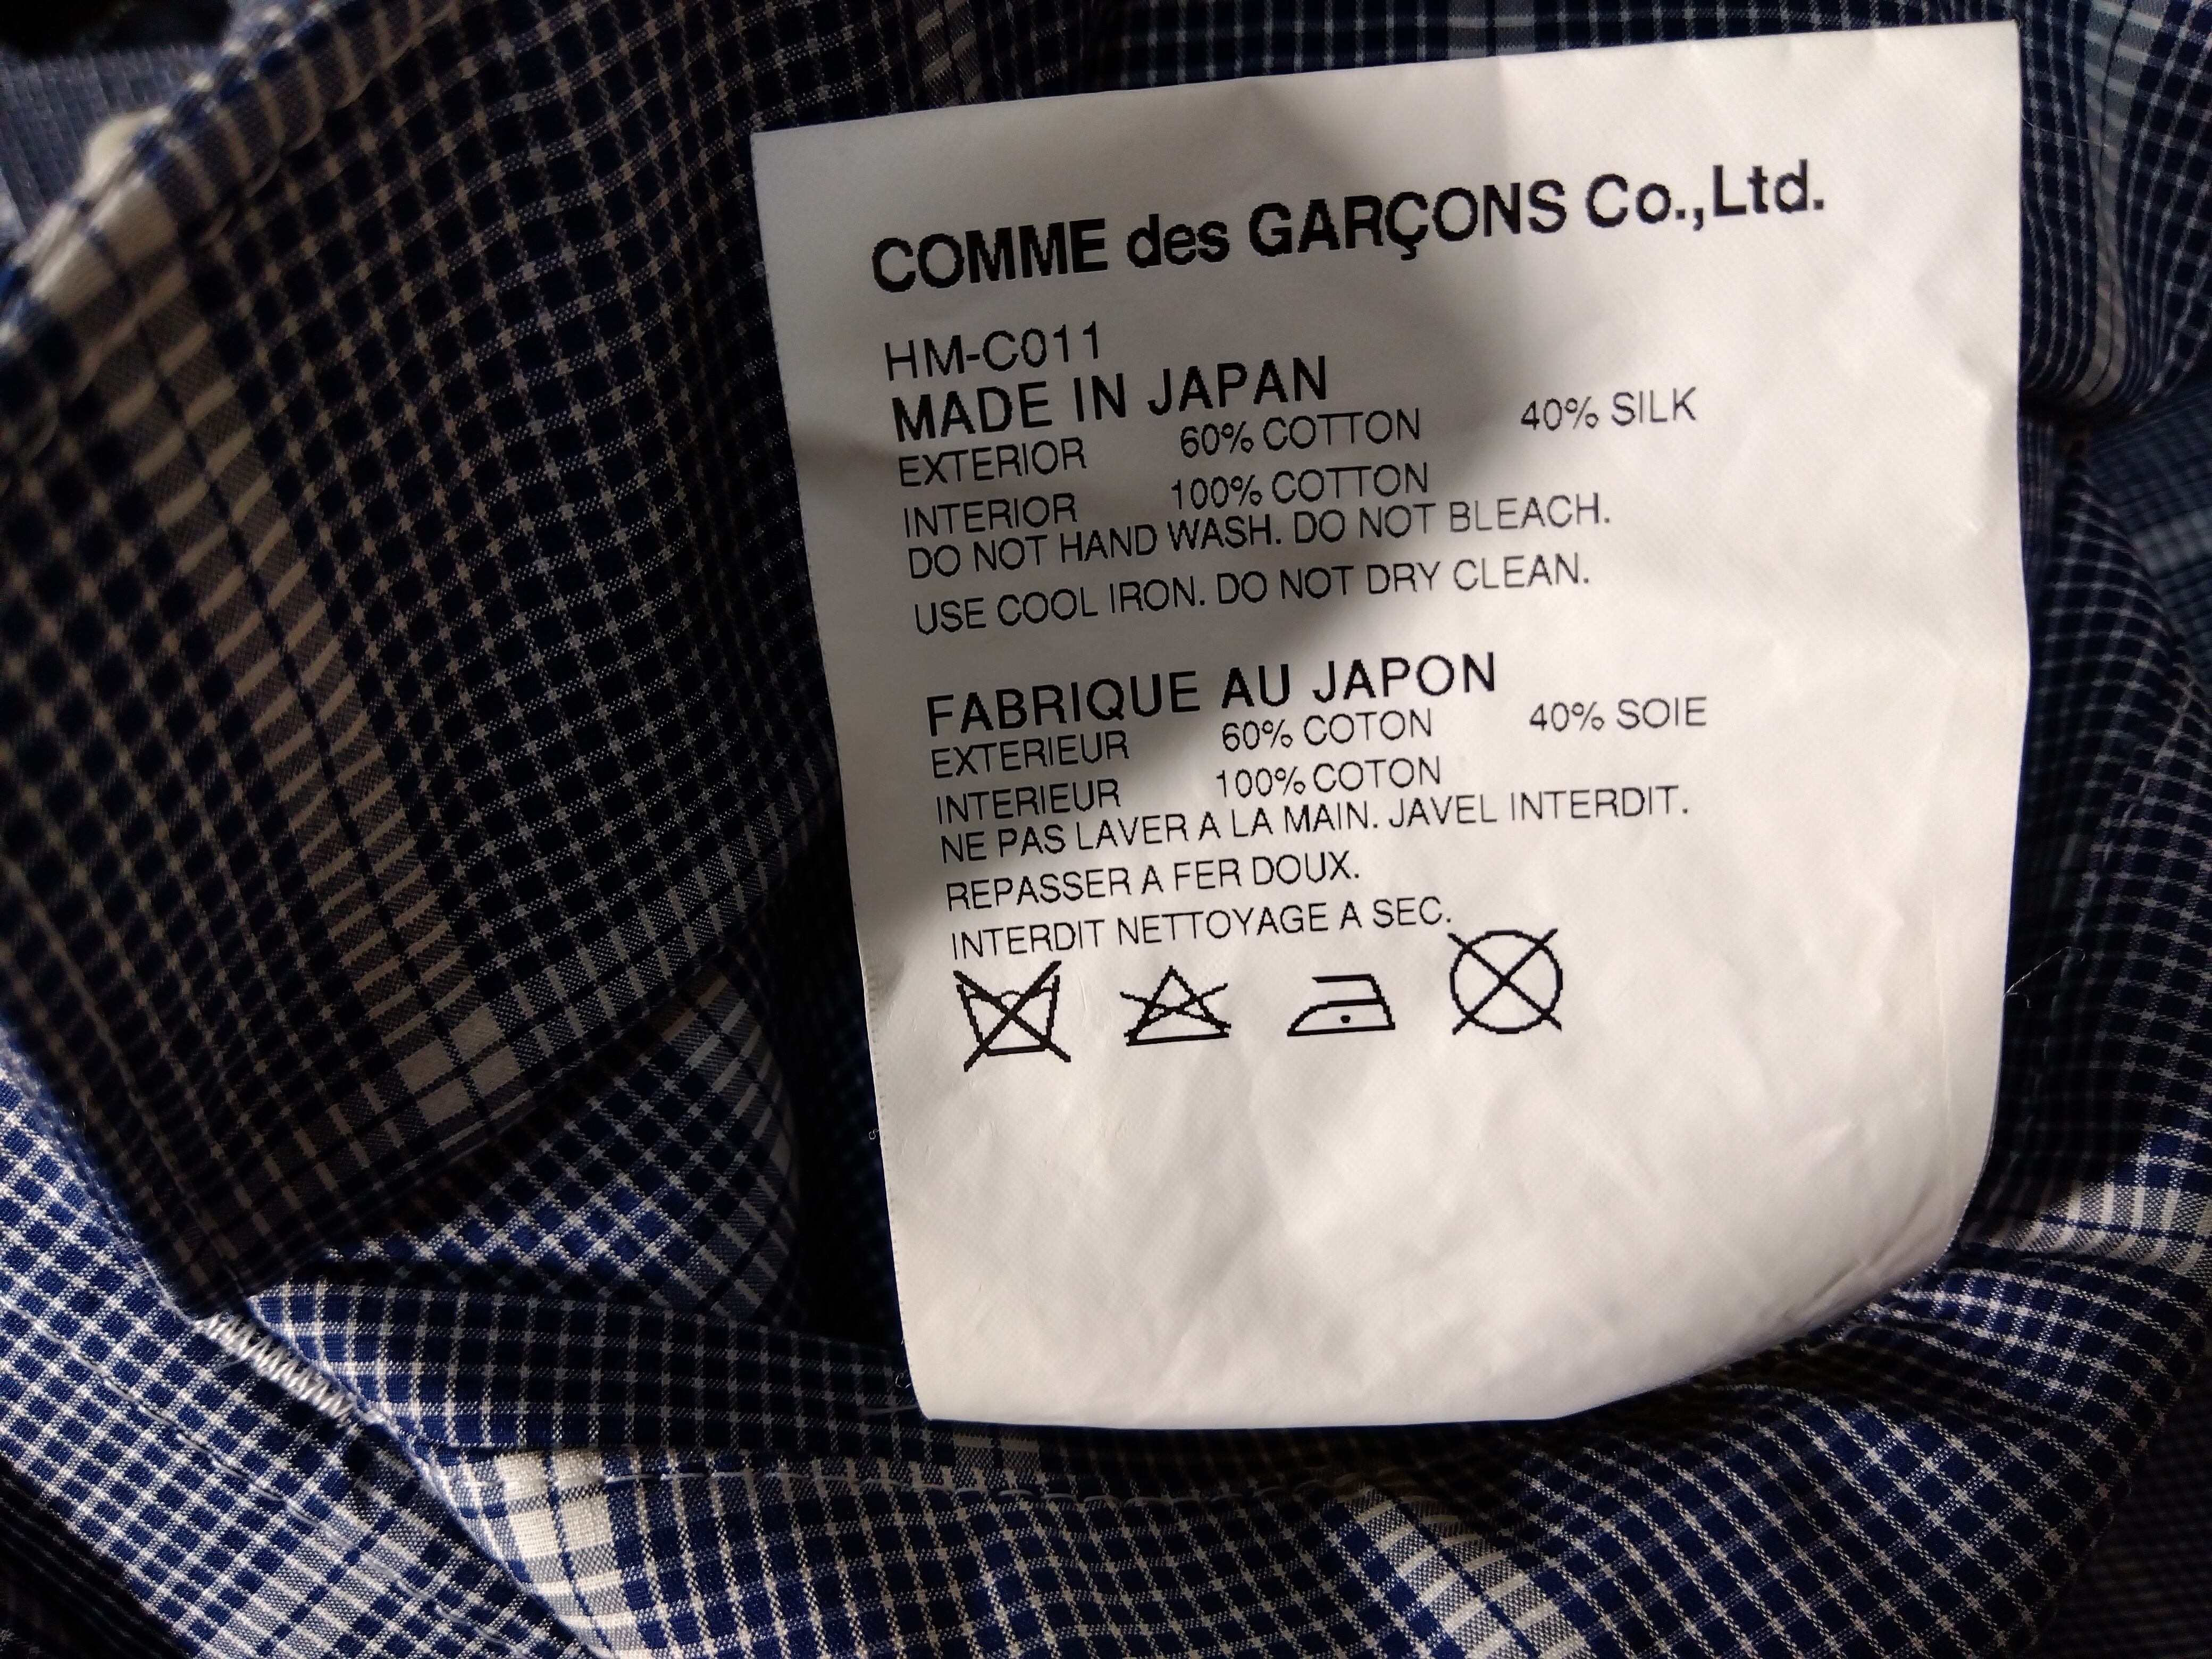 COMME des GARÇONS Co.,Ltd.
HM-C011
MADE IN JAPAN
EXTERIOR 60% COTTON 40% SILK
INTERIOR 100% COTTON
DO NOT HAND WASH. DO NOT BLEACH.
USE COOL IRON. DO NOT DRY CLEAN.
FABRIQUE AU JAPON
EXTERIEUR 60% COTON 40% SOIE
INTERIEUR 100% COTON
NE PAS LAVER A LA MAIN. JAVEL INTERDIT.
REPASSER A FER DOUX.
INTERDIT NETTOYAGE A SEC.